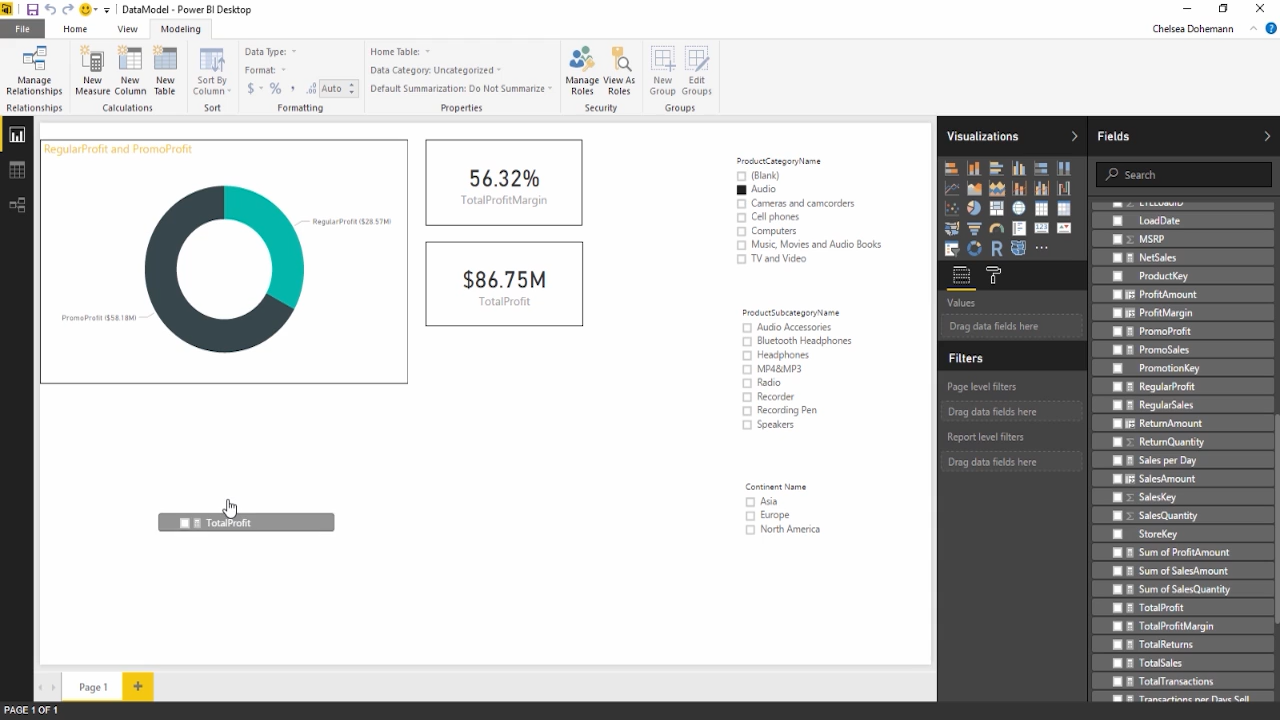 DataModel - Power BI Desktop
File Home View Modeling
Chelsea Dohemann
Manage Relationships
New Measure
New Column
New Table
Sort By Column
Data Type:
Format:
$ % , .00 Auto
Home Table:
Data Category: Uncategorized
Default Summarization: Do Not Summarize
Manage Roles
View As Roles
New Group
Edit Groups
Relationships
Calculations
Sort
Formatting
Properties
Security
Groups
RegularProfit and PromoProfit
RegularProfit ($28.57M)
PromoProfit ($58.18M)
56.32%
TotalProfitMargin
$86.75M
TotalProfit
ProductCategoryName
(Blank)
Audio
Cameras and camcorders
Cell phones
Computers
Music, Movies and Audio Books
TV and Video
ProductSubcategoryName
Audio Accessories
Bluetooth Headphones
Headphones
MP4&MP3
Radio
Recorder
Recording Pen
Speakers
Continent Name
Asia
Europe
North America
TotalProfit
Visualizations
Values
Drag data fields here
Filters
Page level filters
Drag data fields here
Report level filters
Drag data fields here
Fields
Search
ETLLoadID
LoadDate
MSRP
NetSales
ProductKey
ProfitAmount
ProfitMargin
PromoProfit
PromoSales
PromotionKey
RegularProfit
RegularSales
ReturnAmount
ReturnQuantity
Sales per Day
SalesAmount
SalesKey
SalesQuantity
StoreKey
Sum of ProfitAmount
Sum of SalesAmount
Sum of SalesQuantity
TotalProfit
TotalProfitMargin
TotalReturns
TotalSales
TotalTransactions
Transactions per Days Sell
Page 1
PAGE 1 OF 1